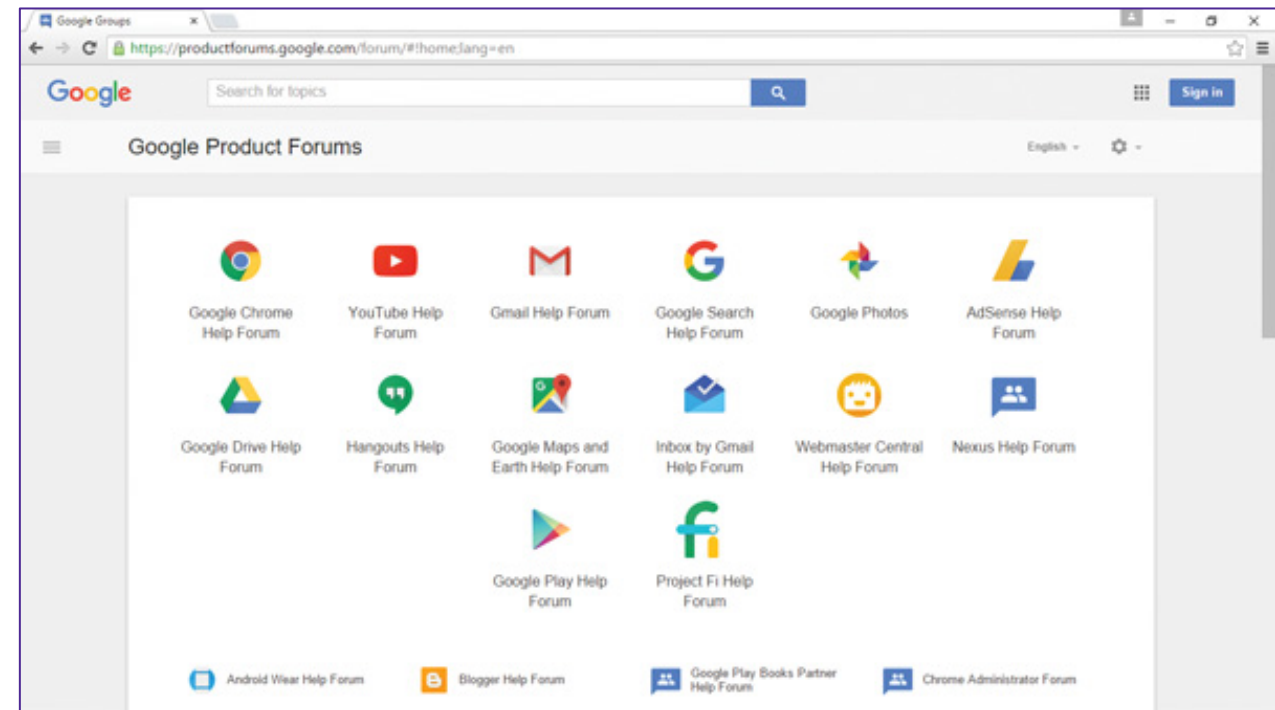 Google Groups
https://productforums.google.com/forum/#!home;lang=en
Google
Search for topics
Sign in
Google Product Forums
English
Google Chrome
Help Forum
YouTube Help
Forum
Gmail Help Forum
Google Search
Help Forum
Google Photos
AdSense Help
Forum
Google Drive Help
Forum
Hangouts Help
Forum
Google Maps and
Earth Help Forum
Inbox by Gmail
Help Forum
Webmaster Central
Help Forum
Nexus Help Forum
Google Play Help
Forum
Project Fi Help
Forum
Android Wear Help Forum
Blogger Help Forum
Google Play Books Partner
Help Forum
Chrome Administrator Forum